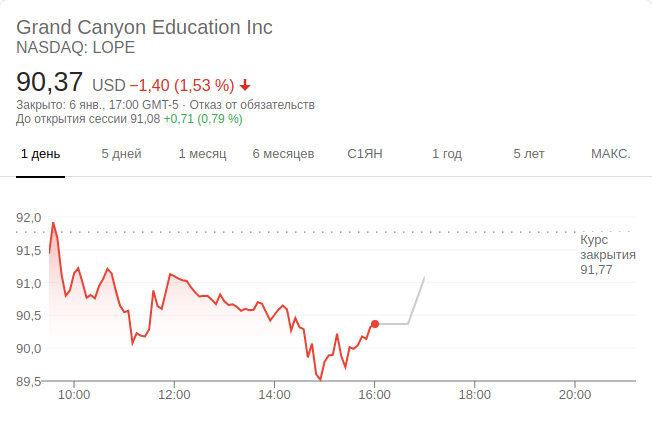 Grand Canyon Education Inc
NASDAQ: LOPE
90,37 USD −1,40 (1,53 %)
Закрыто: 6 янв., 17:00 GMT-5 · Отказ от обязательств
До открытия сессии 91,08 +0,71 (0,79 %)
1 день 5 дней 1 месяц 6 месяцев С1ЯН 1 год 5 лет МАКС.
92,0
Курс
закрытия
91,77
91,5
91,0
90,5
90,0
89,5
10:00 12:00 14:00 16:00 18:00 20:00